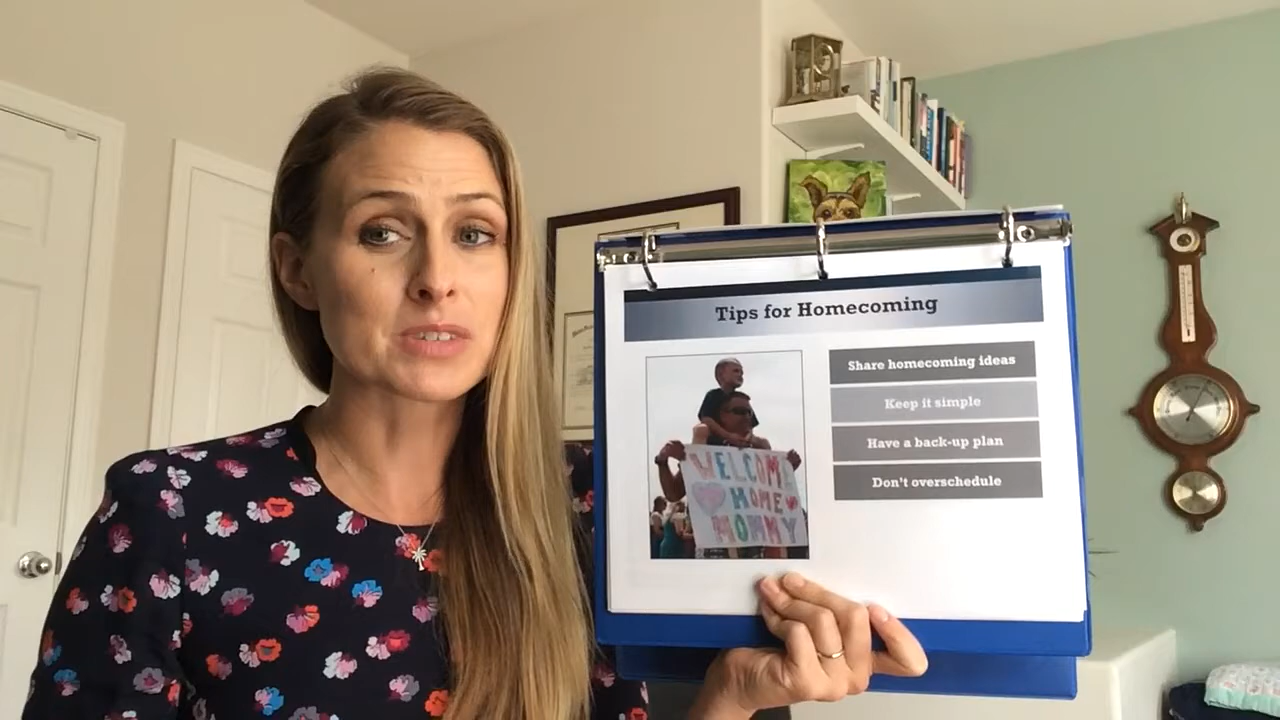 Tips for Homecoming
Share homecoming ideas
Keep it simple
Have a back-up plan
Don't overschedule
WELCOME
HOME
MOMMY